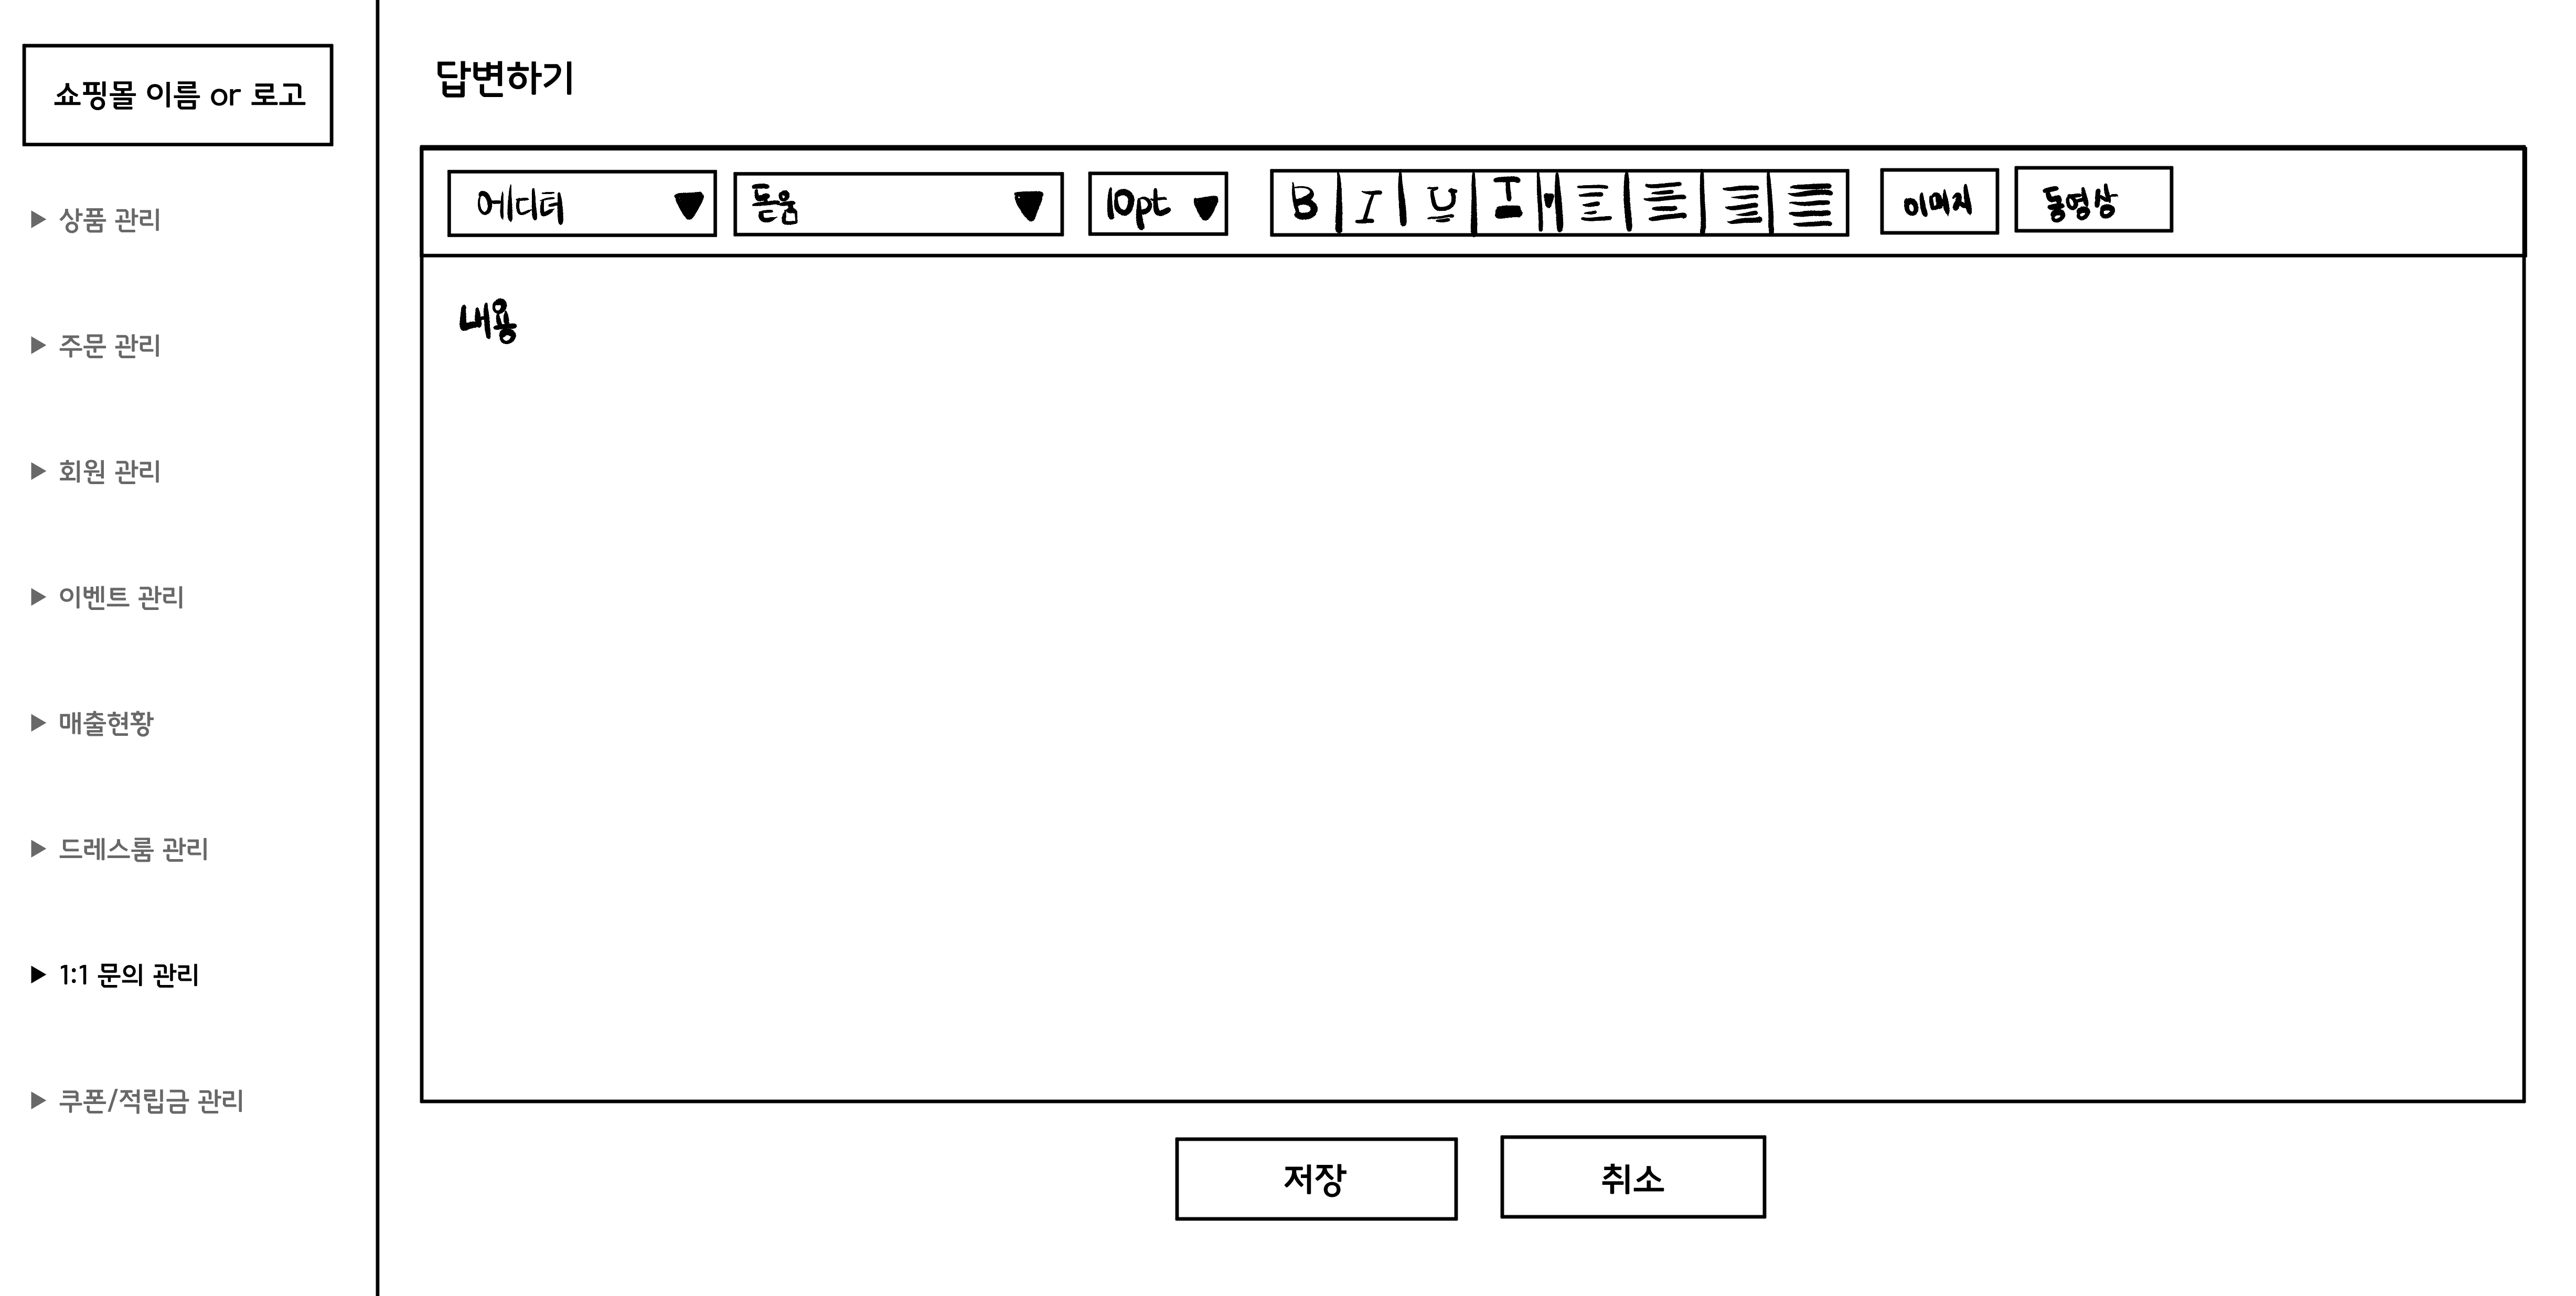 쇼핑몰 이름 or 로고
▶ 상품 관리
▶ 주문 관리
▶ 회원 관리
▶ 이벤트 관리
▶ 매출현황
▶ 드레스룸 관리
▶ 1:1 문의 관리
▶ 쿠폰/적립금 관리
답변하기
에디터 ▼ 돋움 ▼ 10pt ▼ B I U T 이미지 동영상
내용
저장 취소